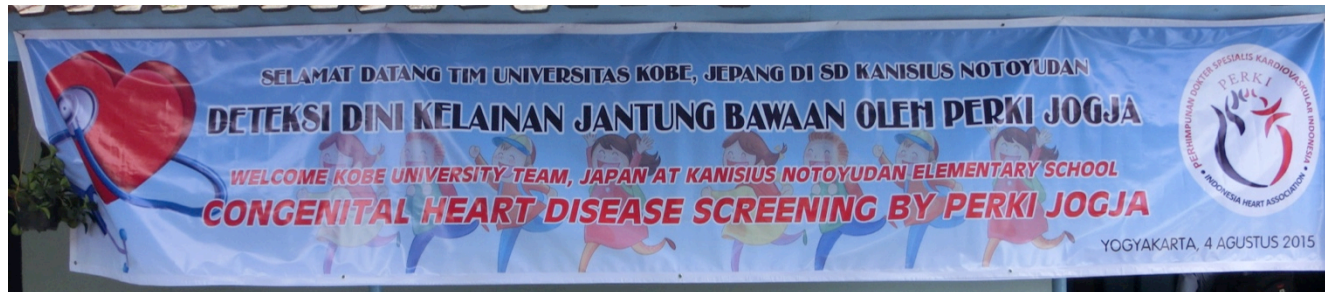 SELAMAT DATANG TIM UNIVERSITAS KOBE, JEPANG DI SD KANISIUS NOTOYUDAN
DETEKSI DINI KELAINAN JANTUNG BAWAAN OLEH PERKI JOGJA
WELCOME KOBE UNIVERSITY TEAM, JAPAN AT KANISIUS NOTOYUDAN ELEMENTARY SCHOOL
CONGENITAL HEART DISEASE SCREENING BY PERKI JOGJA
PERHIMPUNAN DOKTER SPESIALIS KARDIOVASKULAR INDONESIA
PERKI
INDONESIA HEART ASSOCIATION
YOGYAKARTA, 4 AGUSTUS 2015